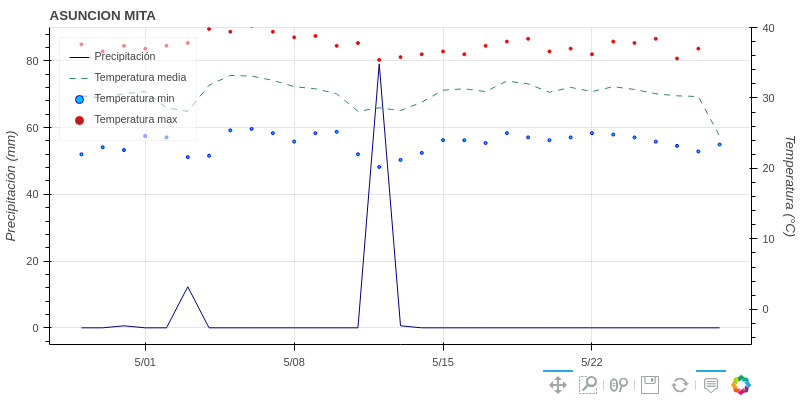 ASUNCION MITA
Precipitación
Temperatura media
Temperatura min
Temperatura max
Precipitación (mm)
80
60
40
20
0
Temperatura (°C)
40
30
20
10
0
5/01
5/08
5/15
5/22